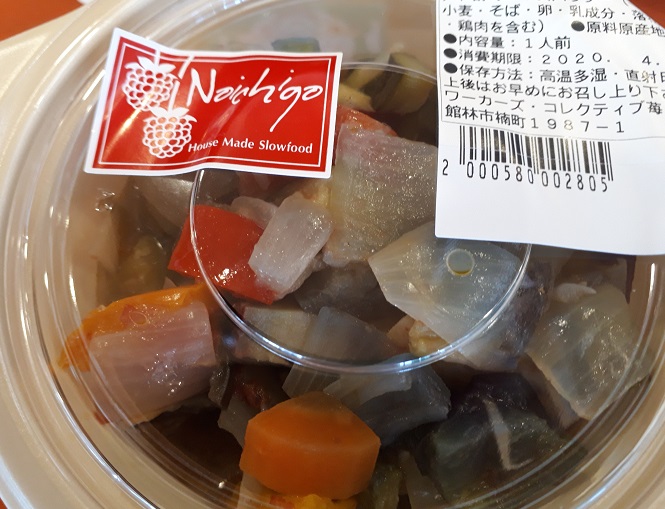 Noichigo
House Made Slowfood
小麦・そば・卵・乳成分・落
・鶏肉を含む) ●原料原産地
●内容量：1人前
●消費期限：2020. 4.
●保存方法：高温多湿・直射日
上後はお早めにお召し上り下さ
ワーカーズ・コレクティブ苺
館林市楠町1987-1
2 000580 002805